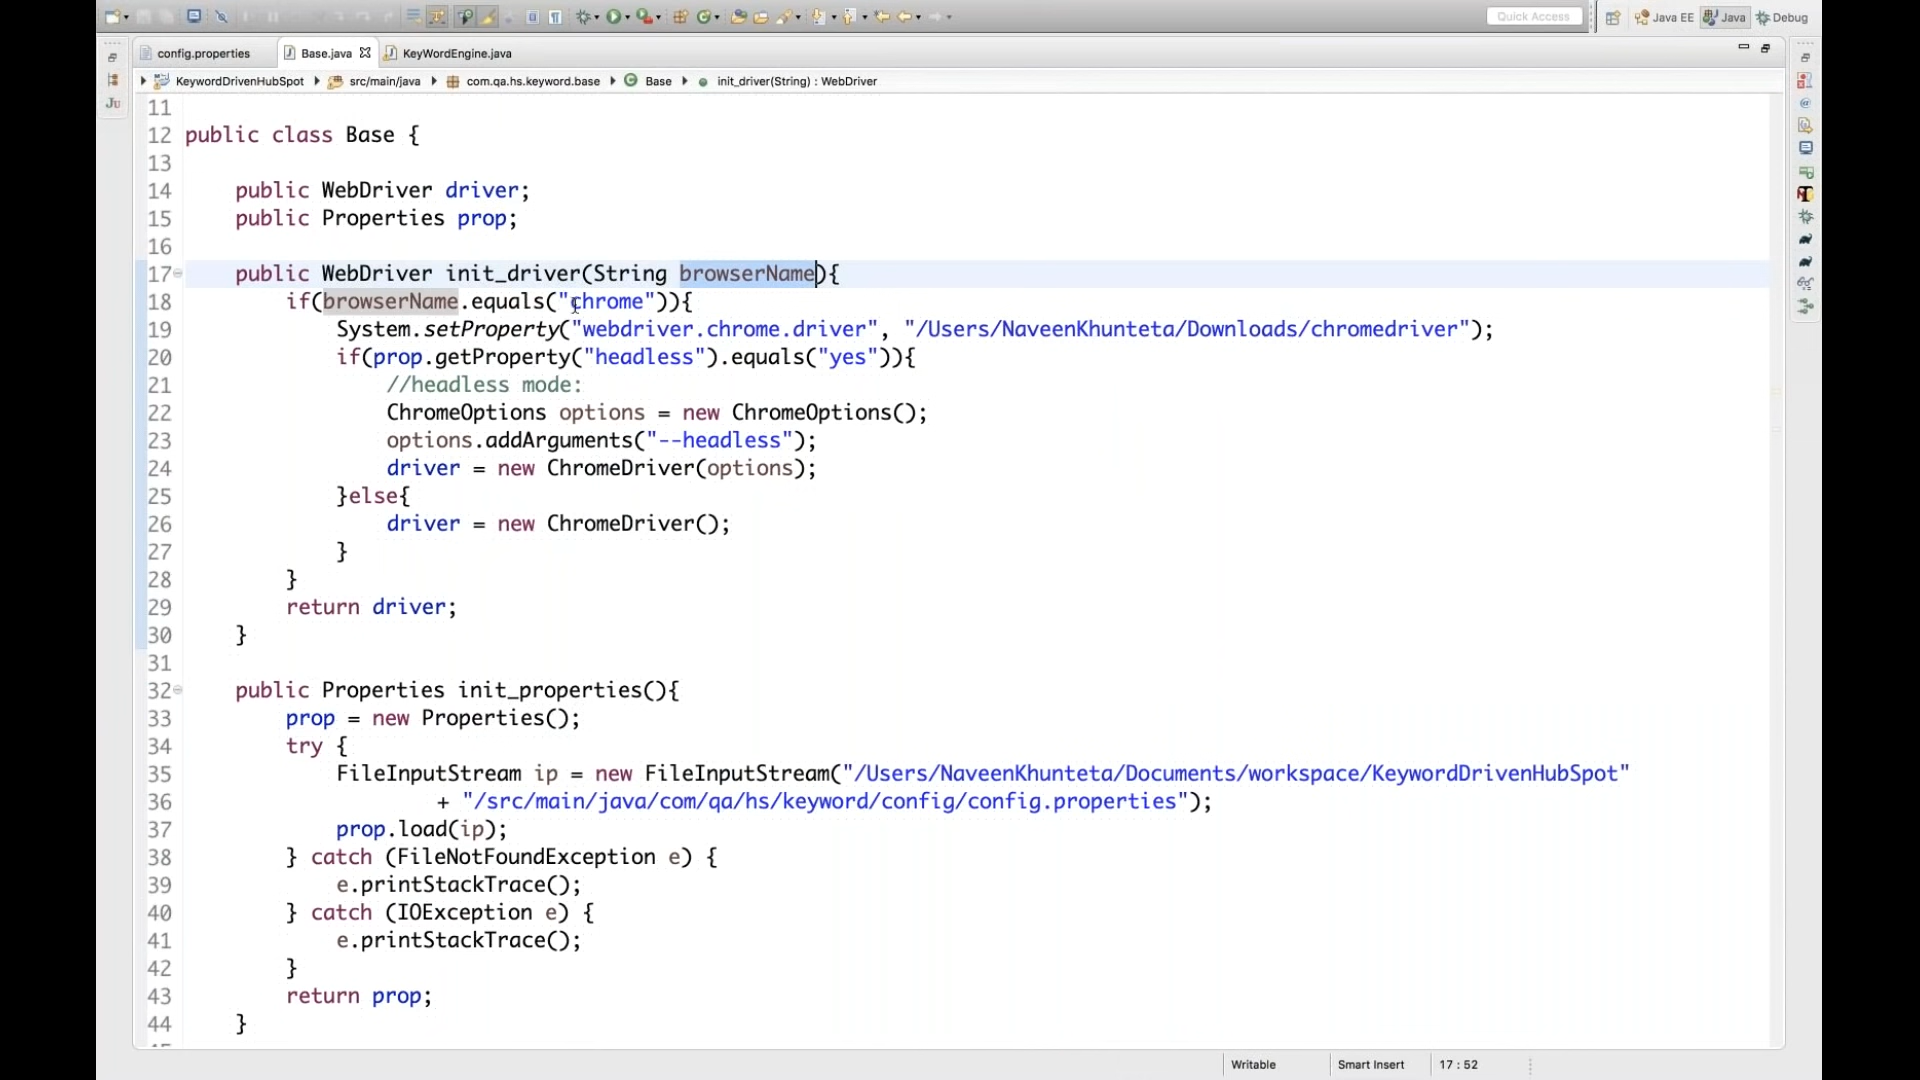 Quick Access
Java EE
Java
Debug
config.properties
Base.java
KeyWordEngine.java
KeywordDrivenHubSpot
src/main/java
com.qa.hs.keyword.base
Base
init_driver(String) : WebDriver
Ju
11
12 public class Base {
13
14 public WebDriver driver;
15 public Properties prop;
16
17 public WebDriver init_driver(String browserName){
18 if(browserName.equals("chrome")){
19 System.setProperty("webdriver.chrome.driver", "/Users/NaveenKhunteta/Downloads/chromedriver");
20 if(prop.getProperty("headless").equals("yes")){
21 //headless mode:
22 ChromeOptions options = new ChromeOptions();
23 options.addArguments("--headless");
24 driver = new ChromeDriver(options);
25 }else{
26 driver = new ChromeDriver();
27 }
28 }
29 return driver;
30 }
31
32 public Properties init_properties(){
33 prop = new Properties();
34 try {
35 FileInputStream ip = new FileInputStream("/Users/NaveenKhunteta/Documents/workspace/KeywordDrivenHubSpot"
36 + "/src/main/java/com/qa/hs/keyword/config/config.properties");
37 prop.load(ip);
38 } catch (FileNotFoundException e) {
39 e.printStackTrace();
40 } catch (IOException e) {
41 e.printStackTrace();
42 }
43 return prop;
44 }
Writable
Smart Insert
17 : 52